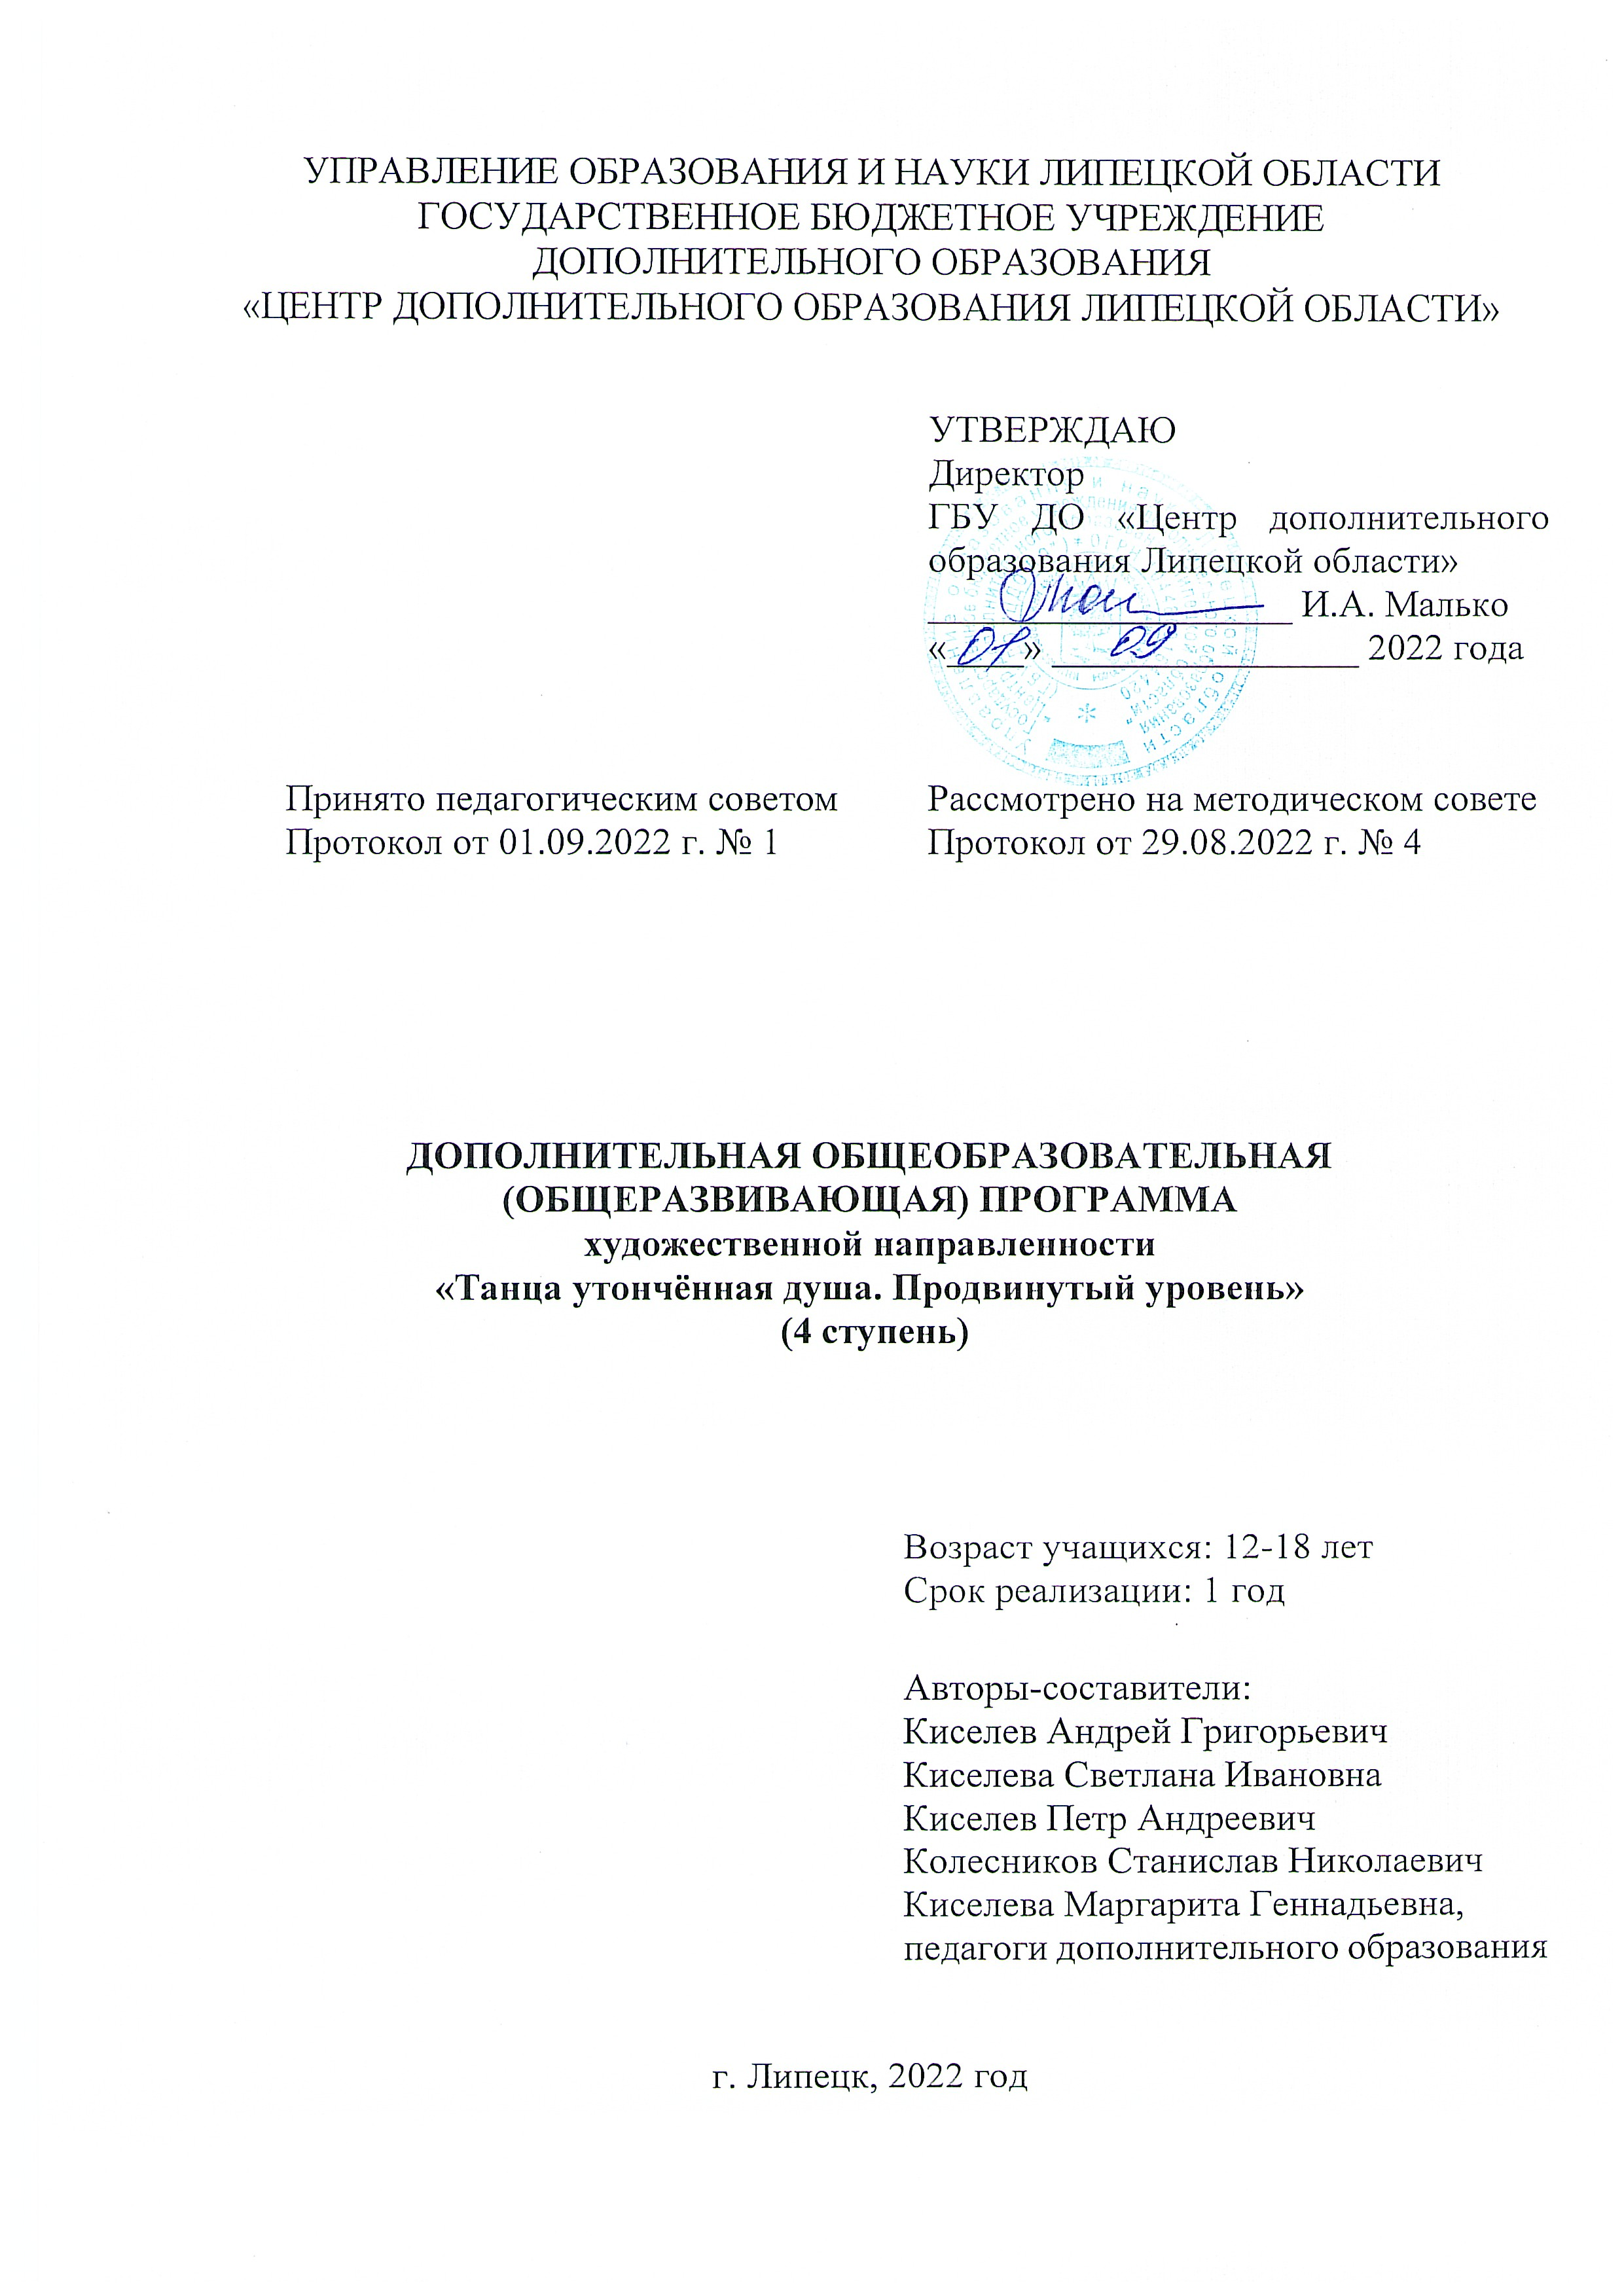 УПРАВЛЕНИЕ ОБРАЗОВАНИЯ И НАУКИ ЛИПЕЦКОЙ ОБЛАСТИ
ГОСУДАРСТВЕННОЕ БЮДЖЕТНОЕ УЧРЕЖДЕНИЕ
ДОПОЛНИТЕЛЬНОГО ОБРАЗОВАНИЯ
«ЦЕНТР ДОПОЛНИТЕЛЬНОГО ОБРАЗОВАНИЯ ЛИПЕЦКОЙ ОБЛАСТИ»
УТВЕРЖДАЮ
Директор
ГБУ ДО «Центр дополнительного
образования Липецкой области»
И.А. Малько
«01» 09 2022 года
Принято педагогическим советом
Протокол от 01.09.2022 г. № 1
Рассмотрено на методическом совете
Протокол от 29.08.2022 г. № 4
ДОПОЛНИТЕЛЬНАЯ ОБЩЕОБРАЗОВАТЕЛЬНАЯ
(ОБЩЕРАЗВИВАЮЩАЯ) ПРОГРАММА
художественной направленности
«Танца утончённая душа. Продвинутый уровень»
(4 ступень)
Возраст учащихся: 12-18 лет
Срок реализации: 1 год
Авторы-составители:
Киселев Андрей Григорьевич
Киселева Светлана Ивановна
Киселев Петр Андреевич
Колесников Станислав Николаевич
Киселева Маргарита Геннадьевна,
педагоги дополнительного образования
г. Липецк, 2022 год